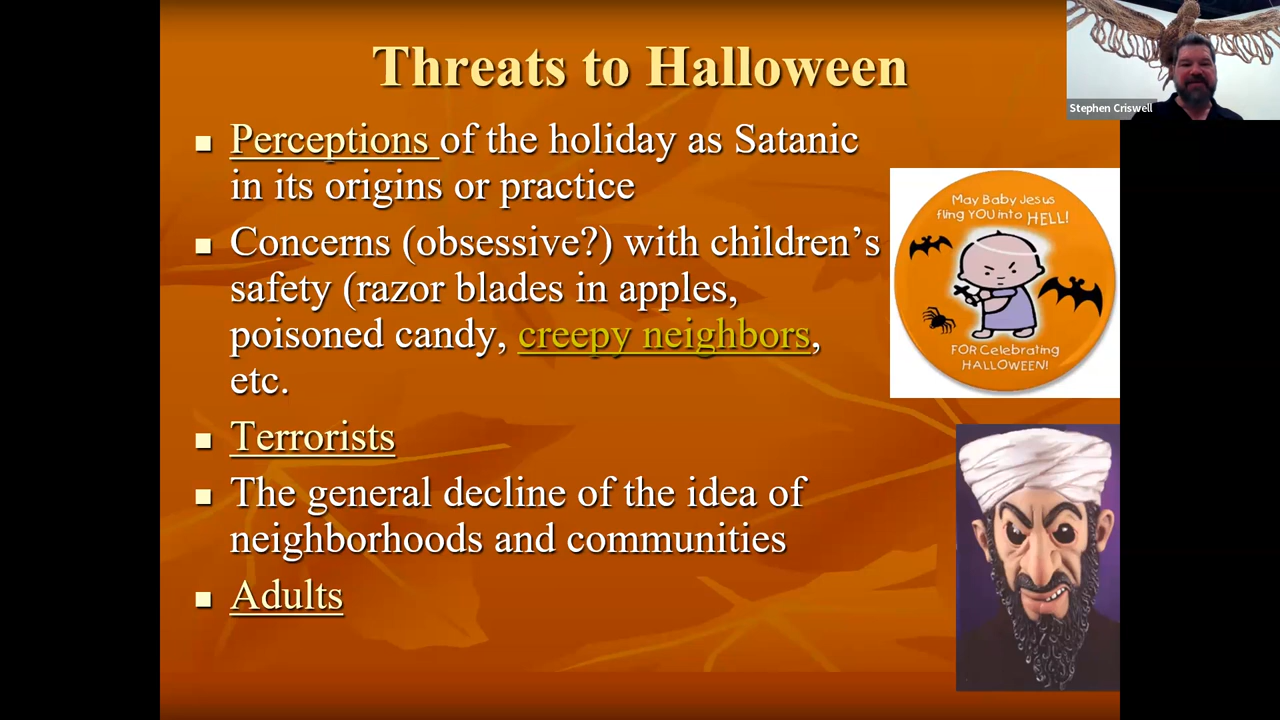 Threats to Halloween
Stephen Criswell
Perceptions of the holiday as Satanic
in its origins or practice
Concerns (obsessive?) with children’s
safety (razor blades in apples,
poisoned candy, creepy neighbors,
etc.
Terrorists
The general decline of the idea of
neighborhoods and communities
Adults
May Baby Jesus
fling YOU into HELL!
FOR Celebrating
HALLOWEEN!